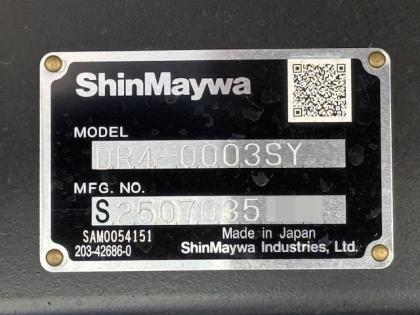 ShinMaywa
MODEL
DR4-0003SY
MFG. NO.
S2507035
SAM0054151
Made in Japan
203-42686-0
ShinMaywa Industries, Ltd.